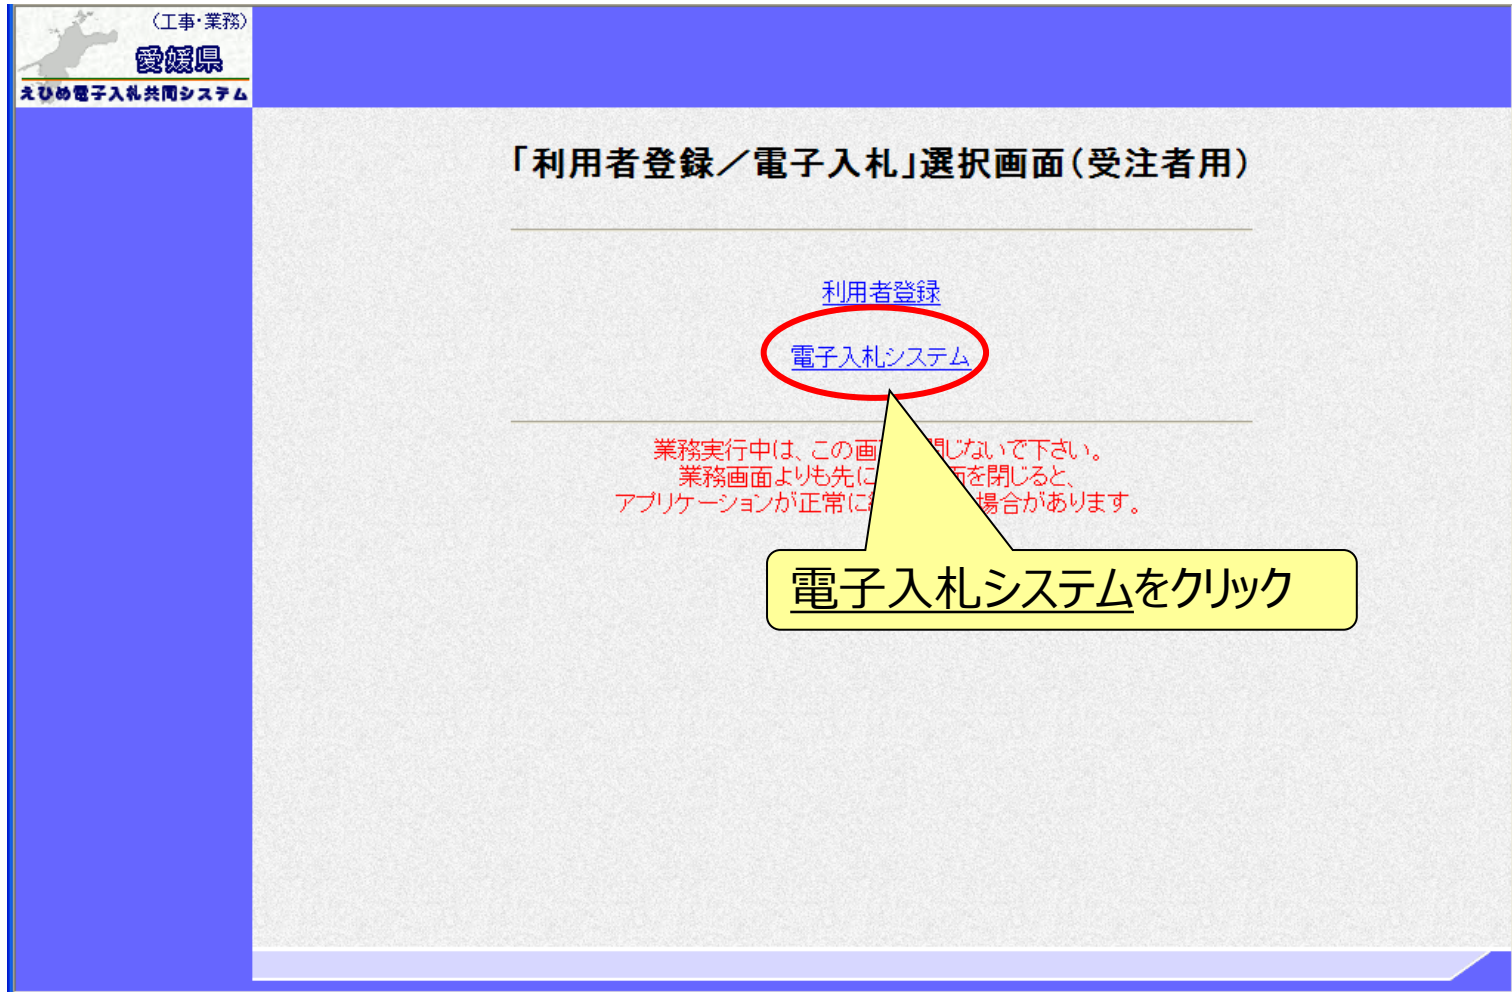 (工事・業務)
愛媛県
えひめ電子入札共同システム
「利用者登録／電子入札」選択画面(受注者用)
利用者登録
電子入札システム
業務実行中は、この画 閉じないで下さい。
業務画面よりも先に 面を閉じると、
アプリケーションが正常に 場合があります。
電子入札システムをクリック